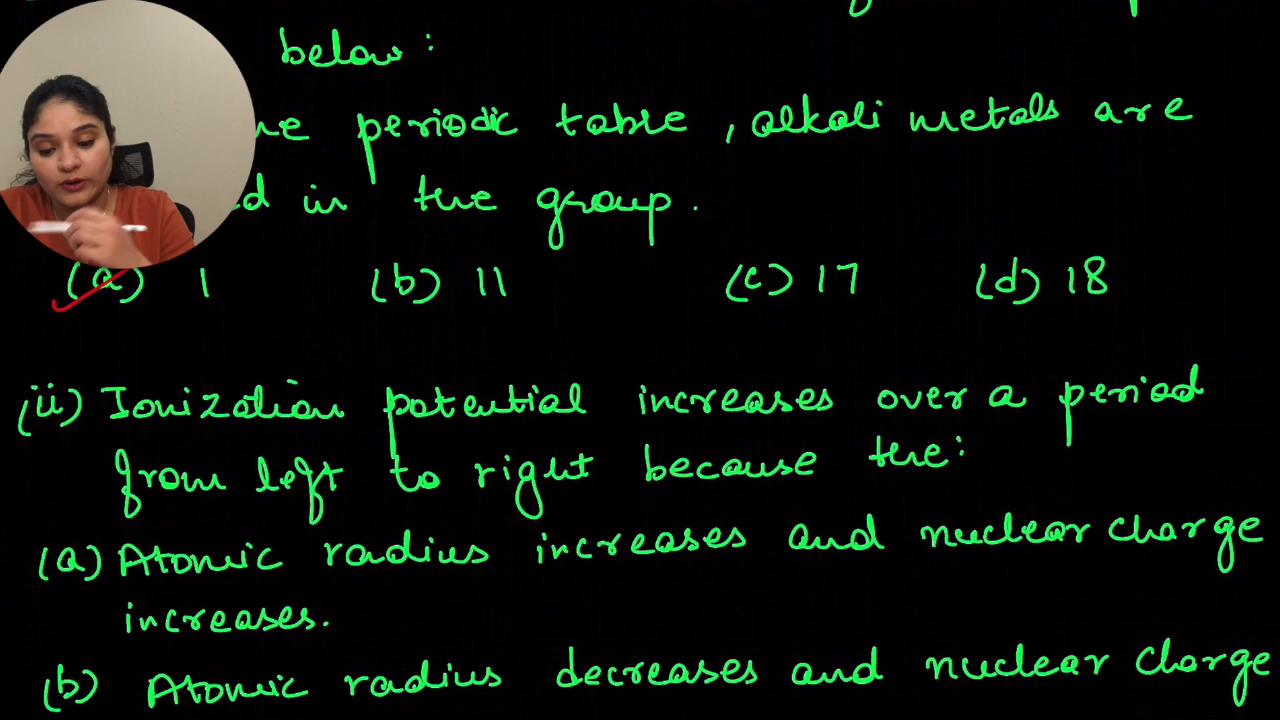 below:
periodic table, alkali metals are
in the group.
(a) 1 (b) 11 (c) 17 (d) 18
(ii) Ionization potential increases over a period
from left to right because the:
(a) Atomic radius increases and nuclear charge
increases.
(b) Atomic radius decreases and nuclear charge